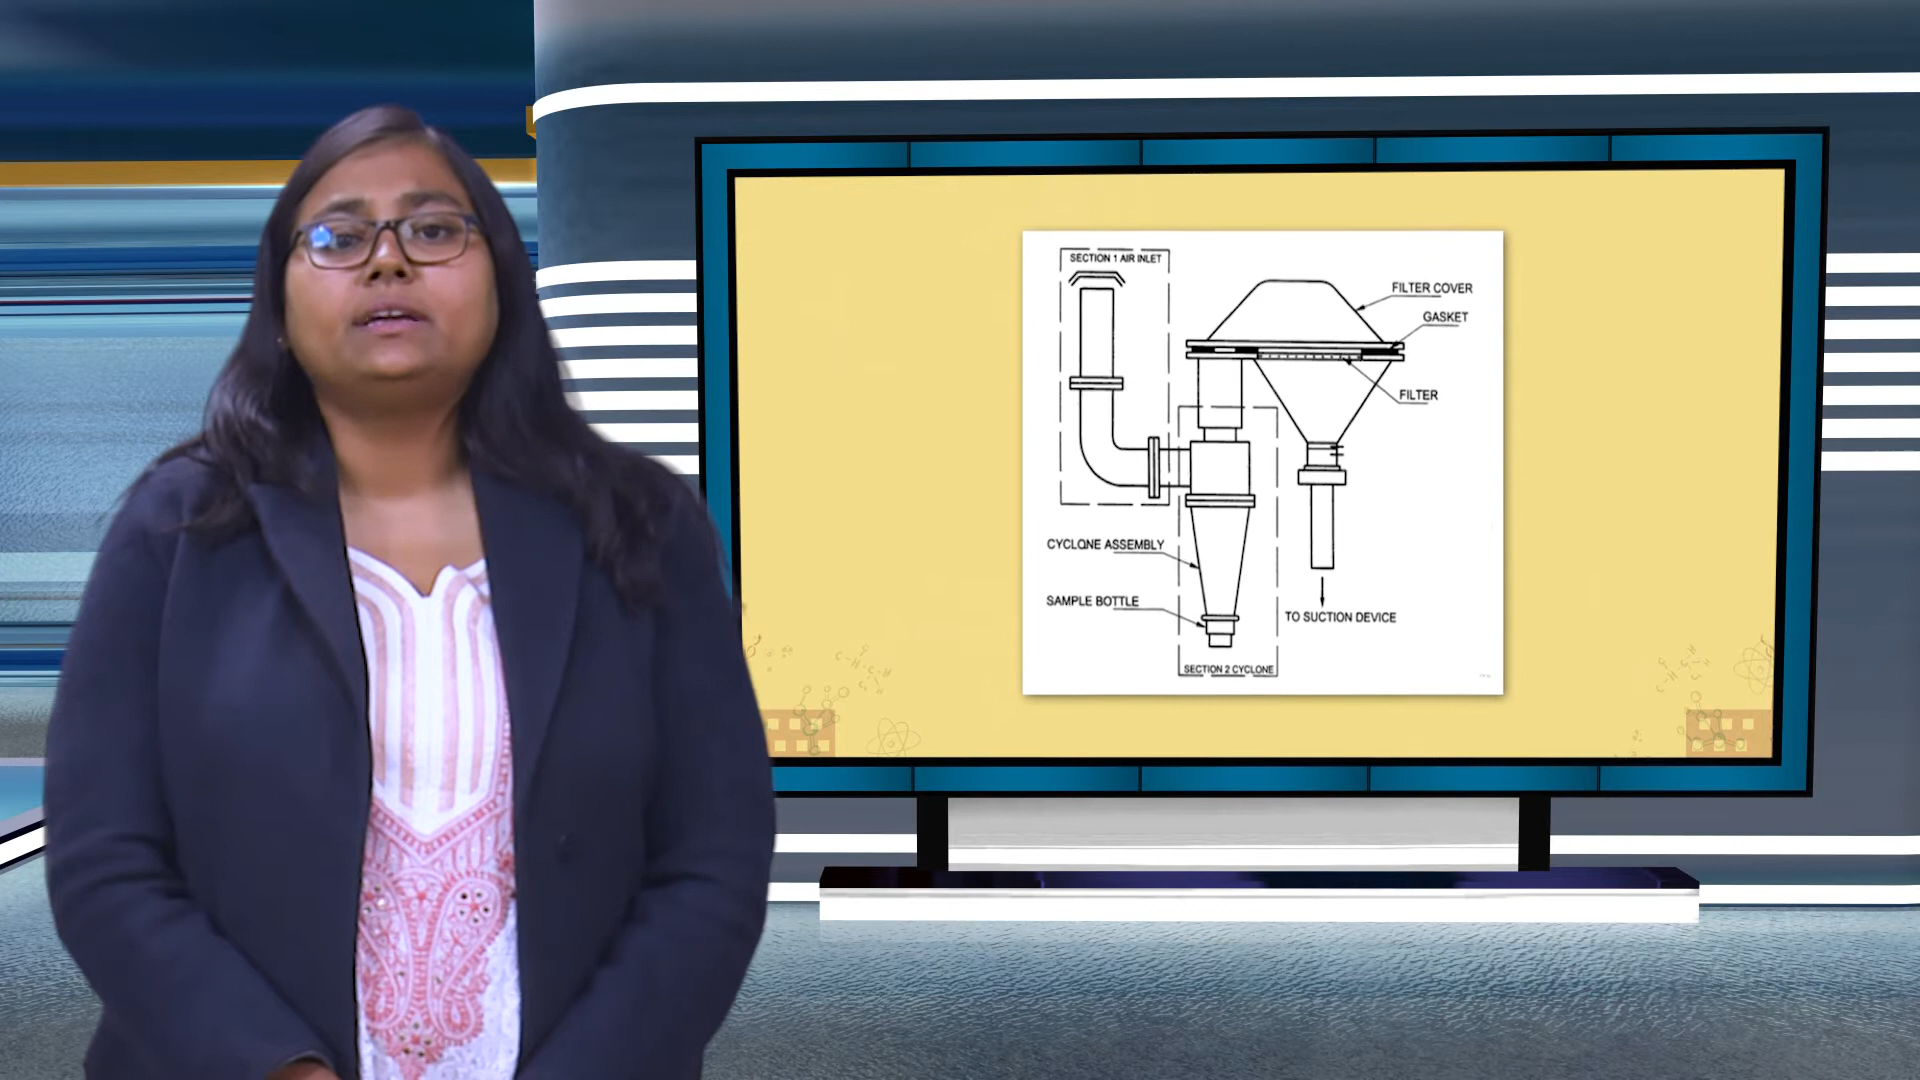 SECTION 1 AIR INLET
FILTER COVER
GASKET
FILTER
CYCLONE ASSEMBLY
SAMPLE BOTTLE
TO SUCTION DEVICE
SECTION 2 CYCLONE